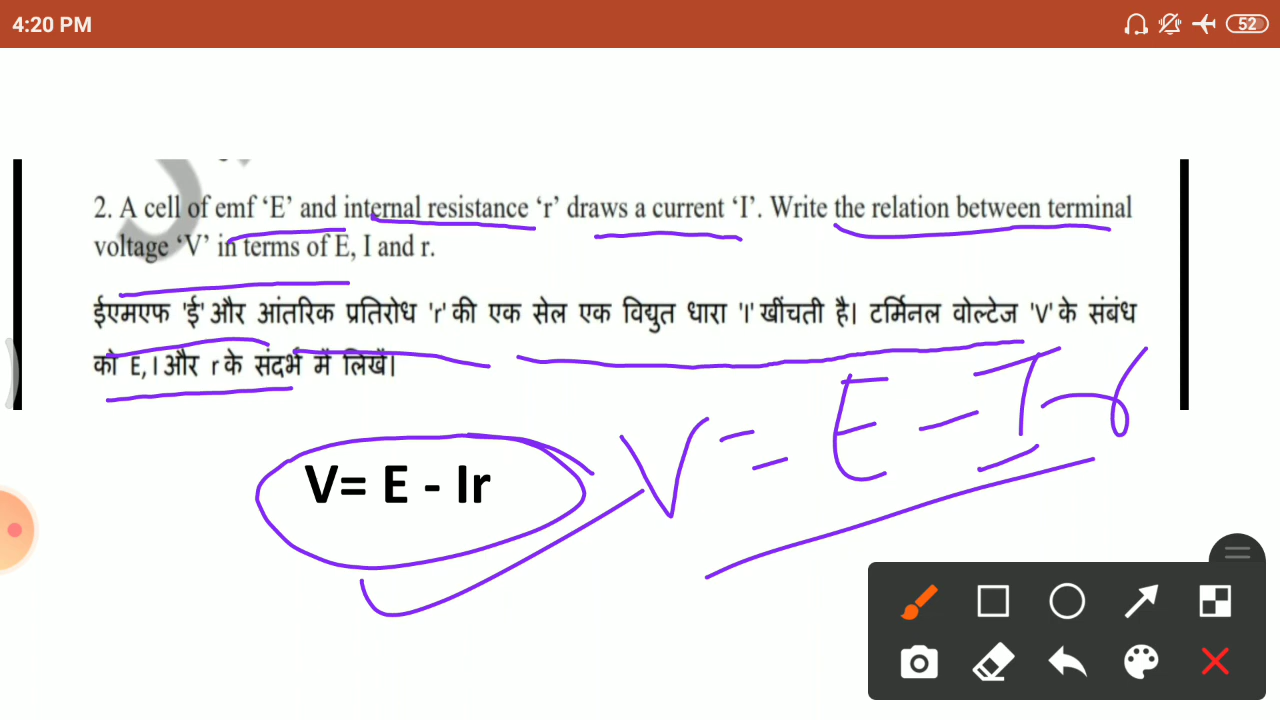 4:20 PM
52
2. A cell of emf ‘E’ and internal resistance ‘r’ draws a current ‘I’. Write the relation between terminal
voltage ‘V’ in terms of E, I and r.
ईएमएफ 'ई' और आंतरिक प्रतिरोध 'r' की एक सेल एक विद्युत धारा 'I' खींचती है। टर्मिनल वोल्टेज 'V' के संबंध
को E, I और r के संदर्भ में लिखें।
V = E - Ir
V= E - Ir